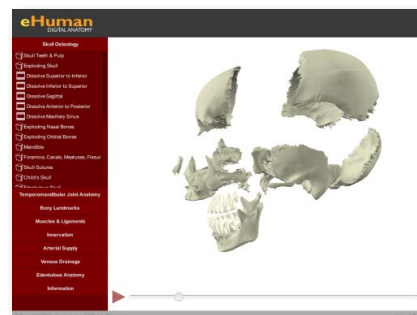 eHuman
DIGITAL ANATOMY
Skull Osteology
Skull Teeth & Pulp
Exploding Skull
Dissolve Superior to Inferior
Dissolve Inferior to Superior
Dissolve Sagittal
Dissolve Anterior to Posterior
Dissolve Maxillary Sinus
Exploding Nasal Bones
Exploding Orbital Bones
Mandible
Foramina, Canals, Meatuses, Fissur
Skull Sutures
Child's Skull
Edentulous Skull
Temporomandibular Joint Anatomy
Bony Landmarks
Muscles & Ligaments
Innervation
Arterial Supply
Venous Drainage
Edentulous Anatomy
Information